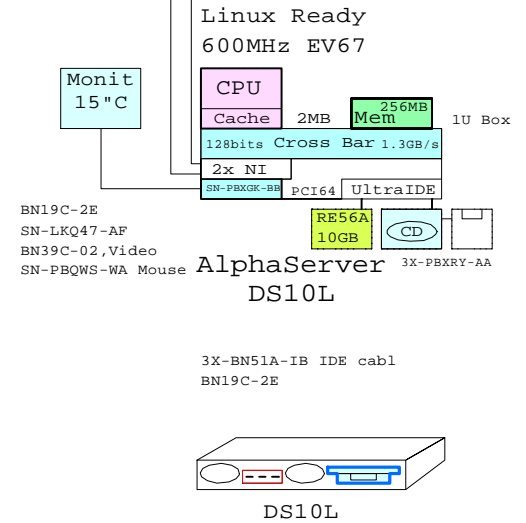 Linux Ready
600MHz EV67
Monit
15"C
CPU
Cache
2MB
256MB
Mem
1U Box
128bits Cross Bar 1.3GB/s
2x NI
SN-PBXGK-BB
PCI64
UltraIDE
BN19C-2E
SN-LKQ47-AF
BN39C-02,Video
SN-PBQWS-WA Mouse
RE56A
10GB
CD
3X-PBXRY-AA
AlphaServer
DS10L
3X-BN51A-IB IDE cabl
BN19C-2E
DS10L